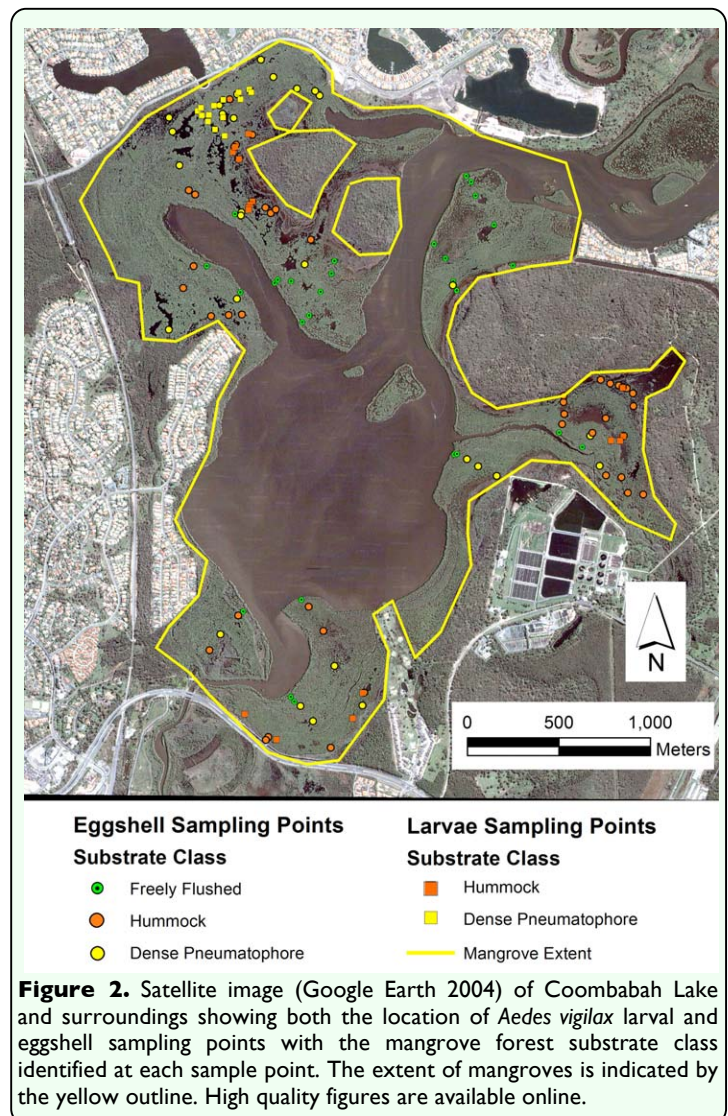 N
0 500 1,000
Meters
Eggshell Sampling Points
Substrate Class
Freely Flushed
Hummock
Dense Pneumatophore
Larvae Sampling Points
Substrate Class
Hummock
Dense Pneumatophore
Mangrove Extent
Figure 2. Satellite image (Google Earth 2004) of Coombabah Lake
and surroundings showing both the location of Aedes vigilax larval and
eggshell sampling points with the mangrove forest substrate class
identified at each sample point. The extent of mangroves is indicated by
the yellow outline. High quality figures are available online.